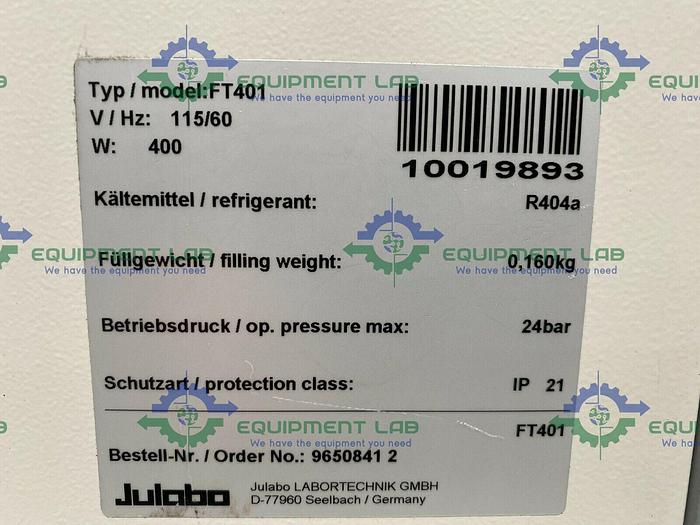 Typ / model:FT401
V / Hz: 115/60
W: 400
10019893
Kältemittel / refrigerant: R404a
Füllgewicht / filling weight: 0,160kg
Betriebsdruck / op. pressure max: 24bar
Schutzart / protection class: IP 21
FT401
Bestell-Nr. / Order No.: 9650841 2
Julabo
Julabo LABORTECHNIK GMBH
D-77960 Seelbach / Germany
EQUIPMENT LAB
We have the equipment you need
EQUIPMENT LAB
We have the equipment you need
EQUIPMENT LAB
We have the equipment you need
EQUIPMENT LAB
We have the equipment you need